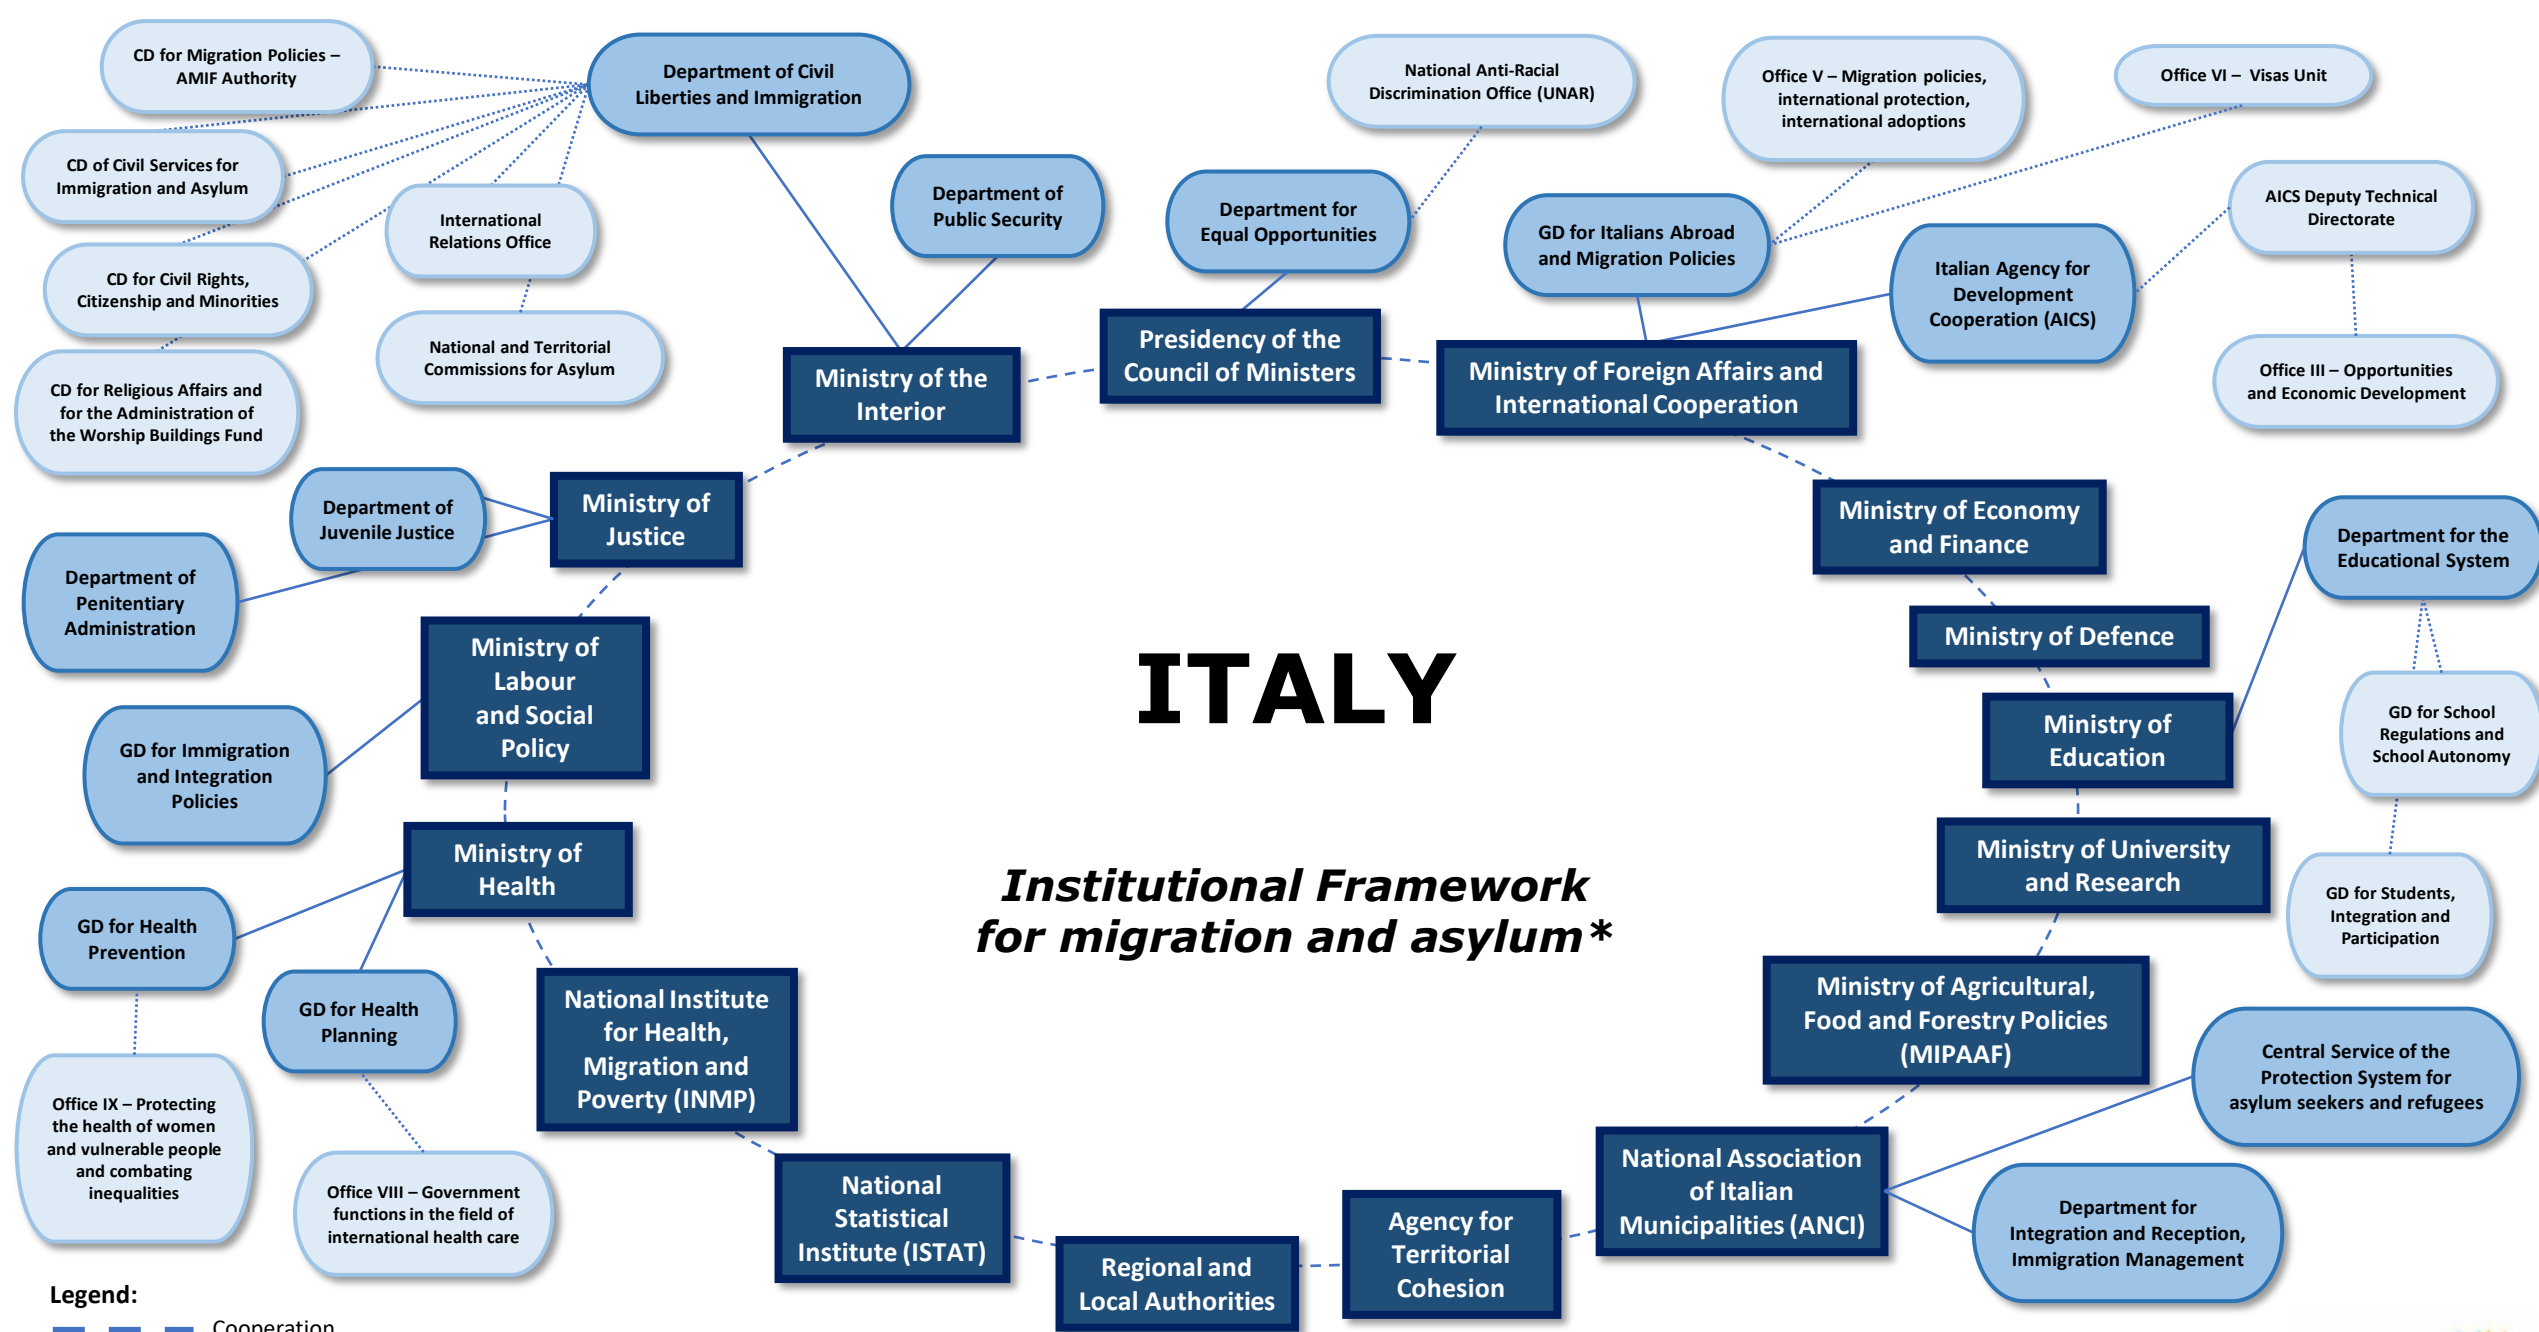 CD for Migration Policies –
AMIF Authority
Department of Civil
Liberties and Immigration
National Anti-Racial
Discrimination Office (UNAR)
Office V – Migration policies,
international protection,
international adoptions
Office VI – Visas Unit
CD of Civil Services for
Immigration and Asylum
International
Relations Office
Department of
Public Security
Department for
Equal Opportunities
GD for Italians Abroad
and Migration Policies
AICS Deputy Technical
Directorate
Italian Agency for
Development
Cooperation (AICS)
CD for Civil Rights,
Citizenship and Minorities
National and Territorial
Commissions for Asylum
Presidency of the
Council of Ministers
Ministry of the
Interior
Ministry of Foreign Affairs and
International Cooperation
Office III – Opportunities
and Economic Development
CD for Religious Affairs and
for the Administration of
the Worship Buildings Fund
Department of
Juvenile Justice
Ministry of
Justice
Ministry of Economy
and Finance
Department for the
Educational System
Department of
Penitentiary
Administration
Ministry of
Labour
and Social
Policy
ITALY
Ministry of Defence
GD for Immigration
and Integration
Policies
Ministry of
Education
GD for School
Regulations and
School Autonomy
Ministry of
Health
Institutional Framework
for migration and asylum*
Ministry of University
and Research
GD for Students,
Integration and
Participation
GD for Health
Prevention
GD for Health
Planning
National Institute
for Health,
Migration and
Poverty (INMP)
Ministry of Agricultural,
Food and Forestry Policies
(MIPAAF)
Central Service of the
Protection System for
asylum seekers and refugees
Office IX – Protecting
the health of women
and vulnerable people
and combating
inequalities
Office VIII – Government
functions in the field of
international health care
National
Statistical
Institute (ISTAT)
Regional and
Local Authorities
Agency for
Territorial
Cohesion
National Association
of Italian
Municipalities (ANCI)
Department for
Integration and Reception,
Immigration Management
Legend:
Cooperation